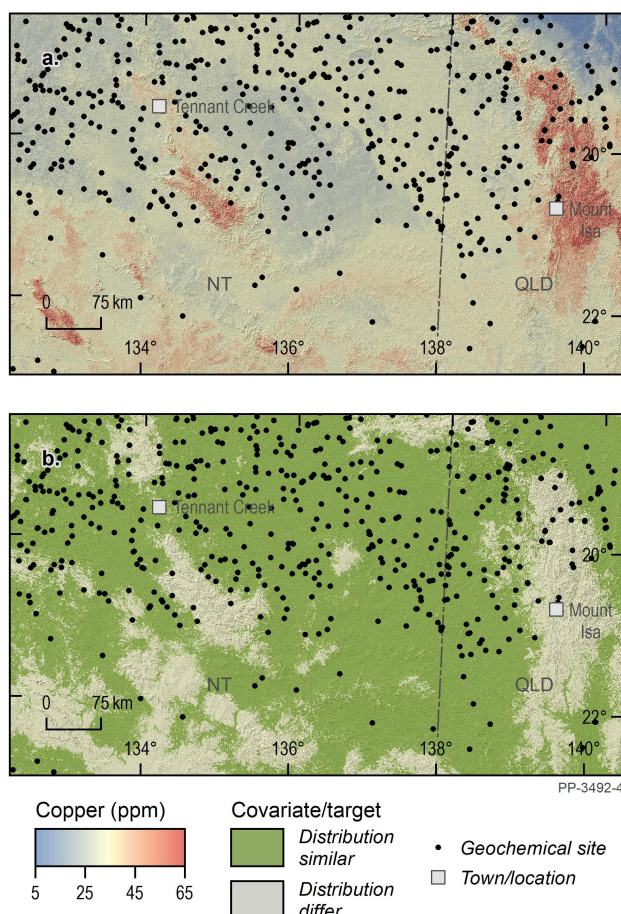 a.
Tennant Creek
20°
Mount
Isa
NT
QLD
0 75 km
22°
134° 136° 138° 140°
b.
Tennant Creek
20°
Mount
Isa
NT
QLD
0 75 km
22°
134° 136° 138° 140°
PP-3492-4
Copper (ppm)
5 25 45 65
Covariate/target
Distribution
similar
Distribution
differ
Geochemical site
Town/location